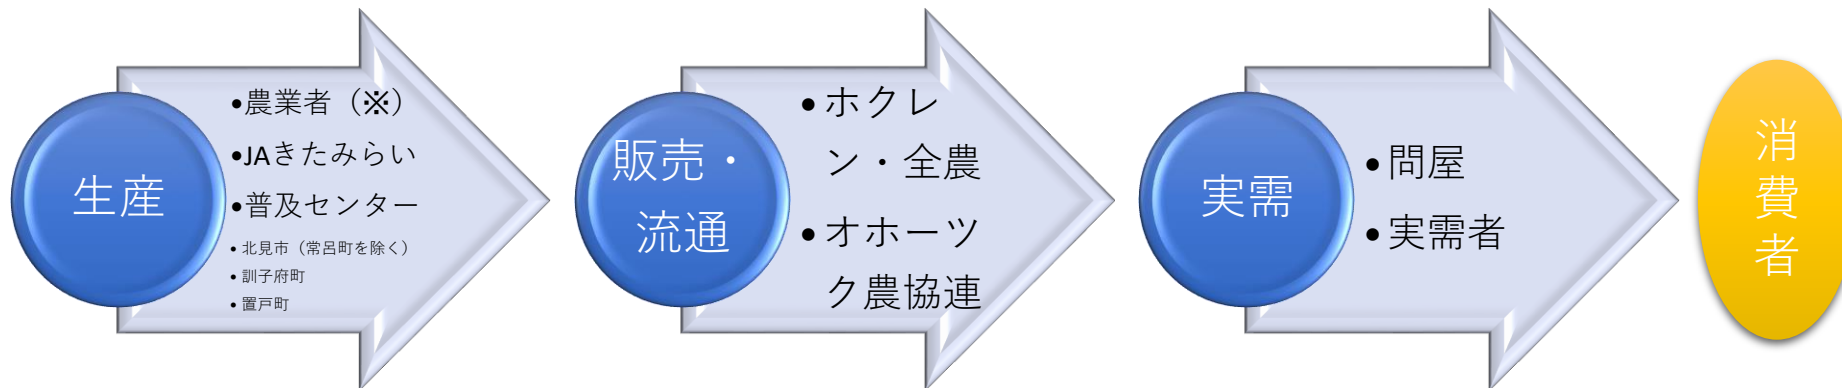 生産
•農業者（※）
•JAきたみらい
•普及センター
• 北見市（常呂町を除く）
• 訓子府町
• 置戸町
販売・
流通
• ホクレ
ン・全農
• オホーツ
ク農協連
実需
• 問屋
• 実需者
消費者